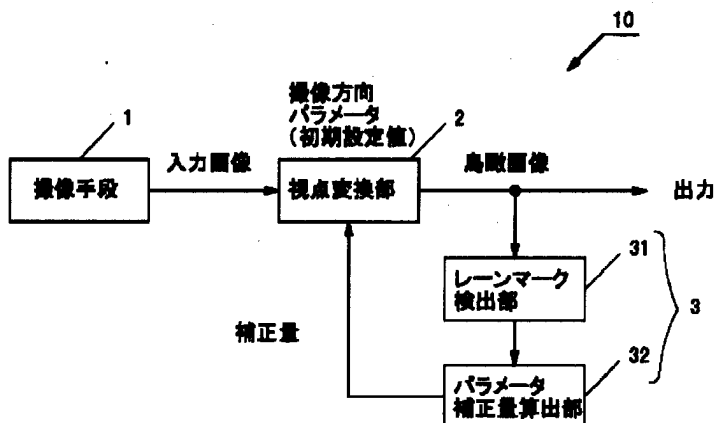 10
撮像方向
パラメータ
(初期設定値)
1
2
入力画像
鳥瞰画像
撮像手段
視点変換部
出力
31
レーンマーク
検出部
3
補正量
32
パラメータ
補正量算出部